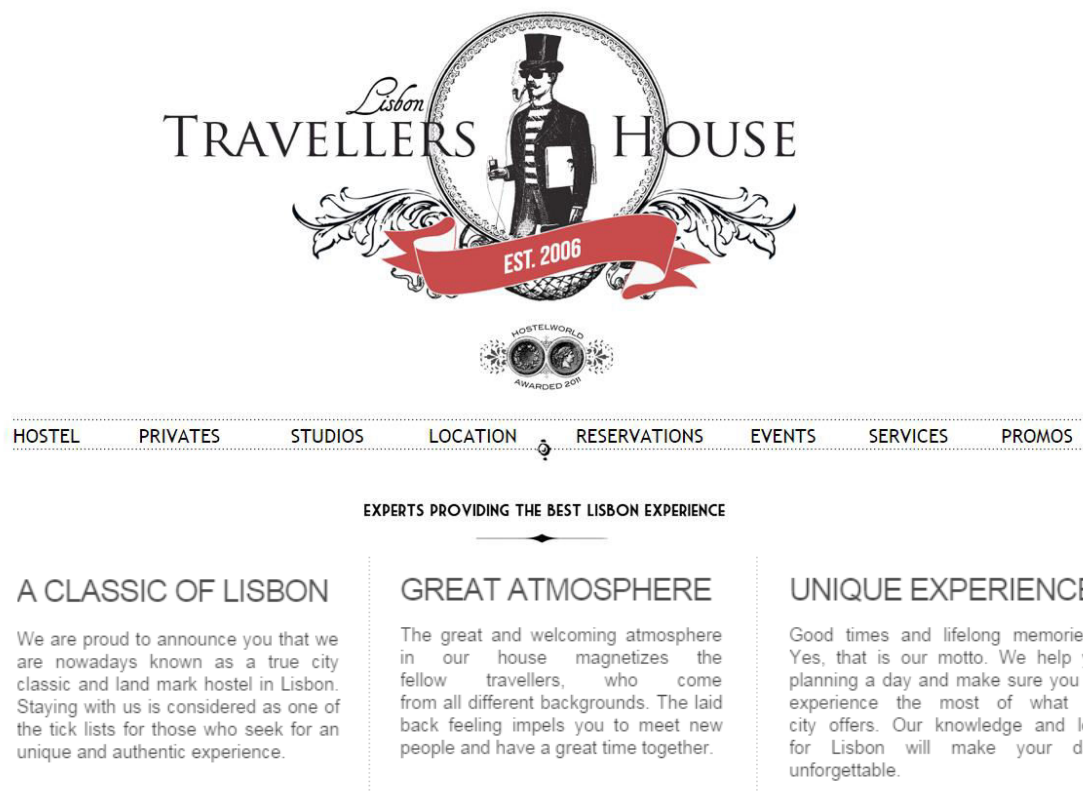 Lisbon
TRAVELLERS HOUSE
EST. 2006
HOSTELWORLD
AWARDED 2011
HOSTEL PRIVATES STUDIOS LOCATION RESERVATIONS EVENTS SERVICES PROMOS
EXPERTS PROVIDING THE BEST LISBON EXPERIENCE
A CLASSIC OF LISBON
We are proud to announce you that we
are nowadays known as a true city
classic and land mark hostel in Lisbon.
Staying with us is considered as one of
the tick lists for those who seek for an
unique and authentic experience.
GREAT ATMOSPHERE
The great and welcoming atmosphere
in our house magnetizes the
fellow travellers, who come
from all different backgrounds. The laid
back feeling impels you to meet new
people and have a great time together.
UNIQUE EXPERIENCE
Good times and lifelong memorie
Yes, that is our motto. We help
planning a day and make sure you
experience the most of what
city offers. Our knowledge and
for Lisbon will make your
unforgettable.